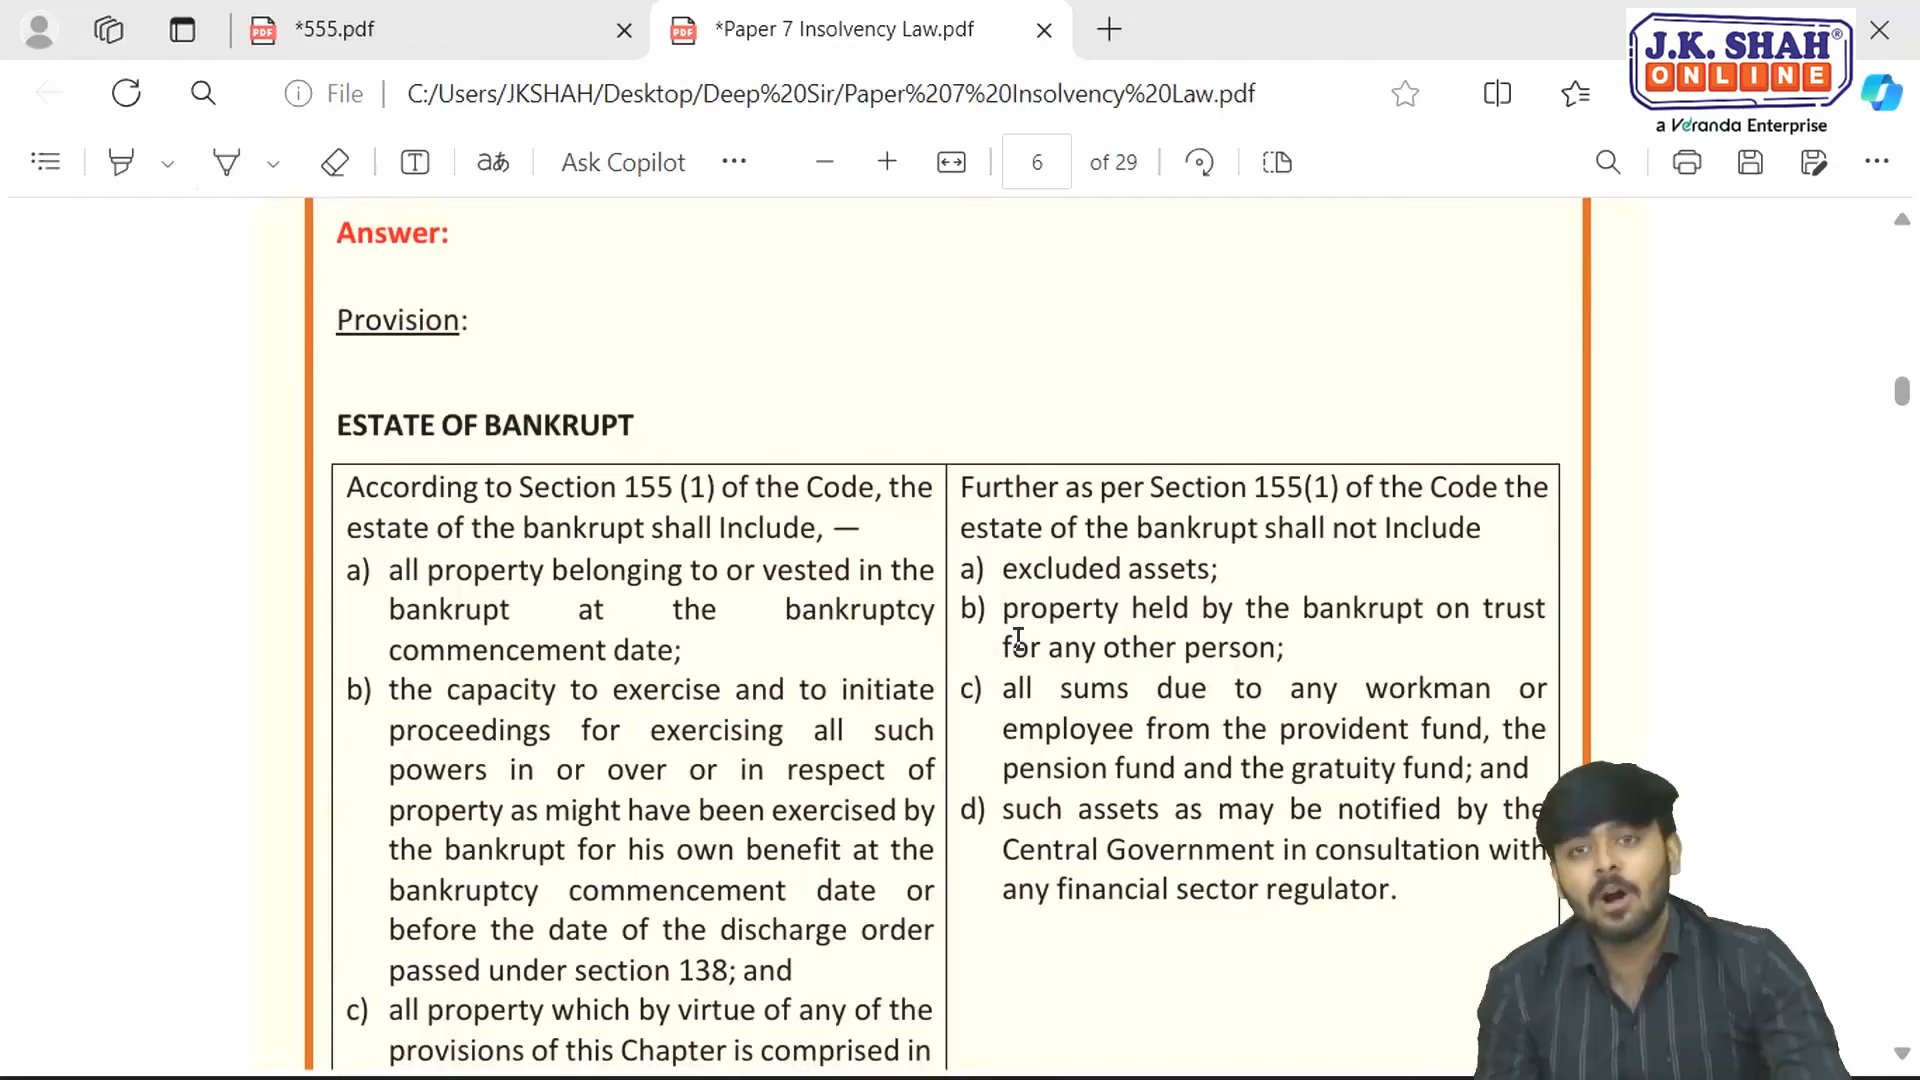 *555.pdf
*Paper 7 Insolvency Law.pdf
J.K. SHAH®
ONLINE
a Veranda Enterprise
File
C:/Users/JKSHAH/Desktop/Deep%20Sir/Paper%207%20Insolvency%20Law.pdf
aあ
Ask Copilot
6
of 29
Answer:
Provision:
ESTATE OF BANKRUPT
According to Section 155 (1) of the Code, the
estate of the bankrupt shall Include, —
a) all property belonging to or vested in the
bankrupt at the bankruptcy
commencement date;
b) the capacity to exercise and to initiate
proceedings for exercising all such
powers in or over or in respect of
property as might have been exercised by
the bankrupt for his own benefit at the
bankruptcy commencement date or
before the date of the discharge order
passed under section 138; and
c) all property which by virtue of any of the
provisions of this Chapter is comprised in
Further as per Section 155(1) of the Code the
estate of the bankrupt shall not Include
a) excluded assets;
b) property held by the bankrupt on trust
for any other person;
c) all sums due to any workman or
employee from the provident fund, the
pension fund and the gratuity fund; and
d) such assets as may be notified by the
Central Government in consultation with
any financial sector regulator.